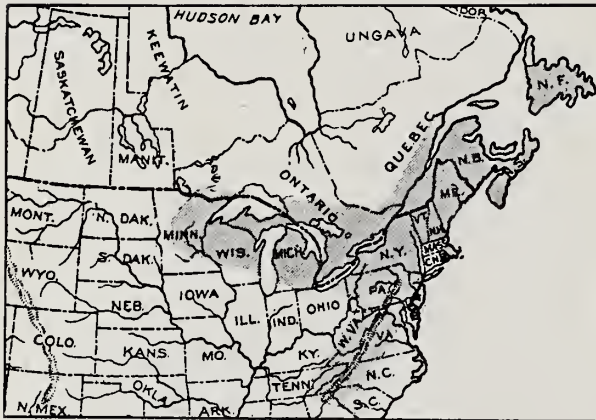 HUDSON BAY
UNGAVA
KEEWATIN
SASKATCHEWAN
N. F.
QUEBEC
MANIT.
N.B.
ONTARIO
ME.
MONT.
N. DAK.
MINN.
VT.
N.H.
WIS.
MICH.
N.Y.
MASS.
S. DAK.
WYO.
IOWA
PA.
NEB.
ILL.
IND.
OHIO
W. VA.
VA.
COLO.
KANS.
MO.
KY.
N.C.
TENN.
OKLA.
N. MEX.
ARK.
S.C.